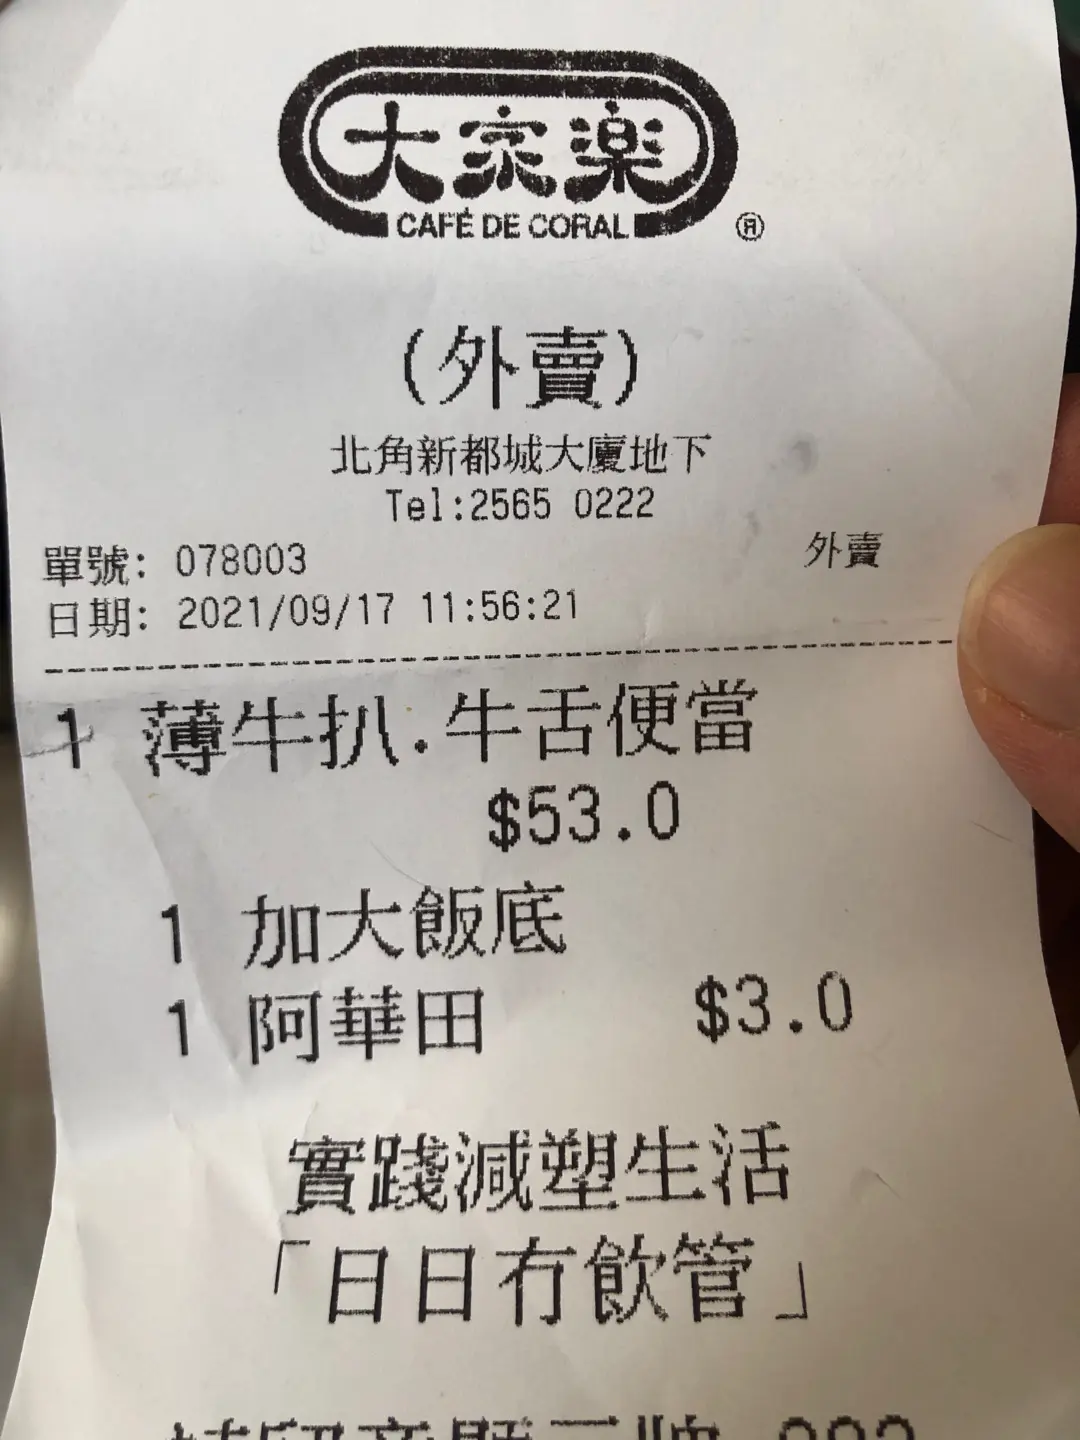 大家楽
CAFÉ DE CORAL ®
(外賣)
北角新都城大廈地下
Tel:2565 0222
單號: 078003 外賣
日期: 2021/09/17 11:56:21
1 薄牛扒.牛舌便當
$53.0
1 加大飯底
1 阿華田 $3.0
實踐減塑生活
「日日冇飲管」